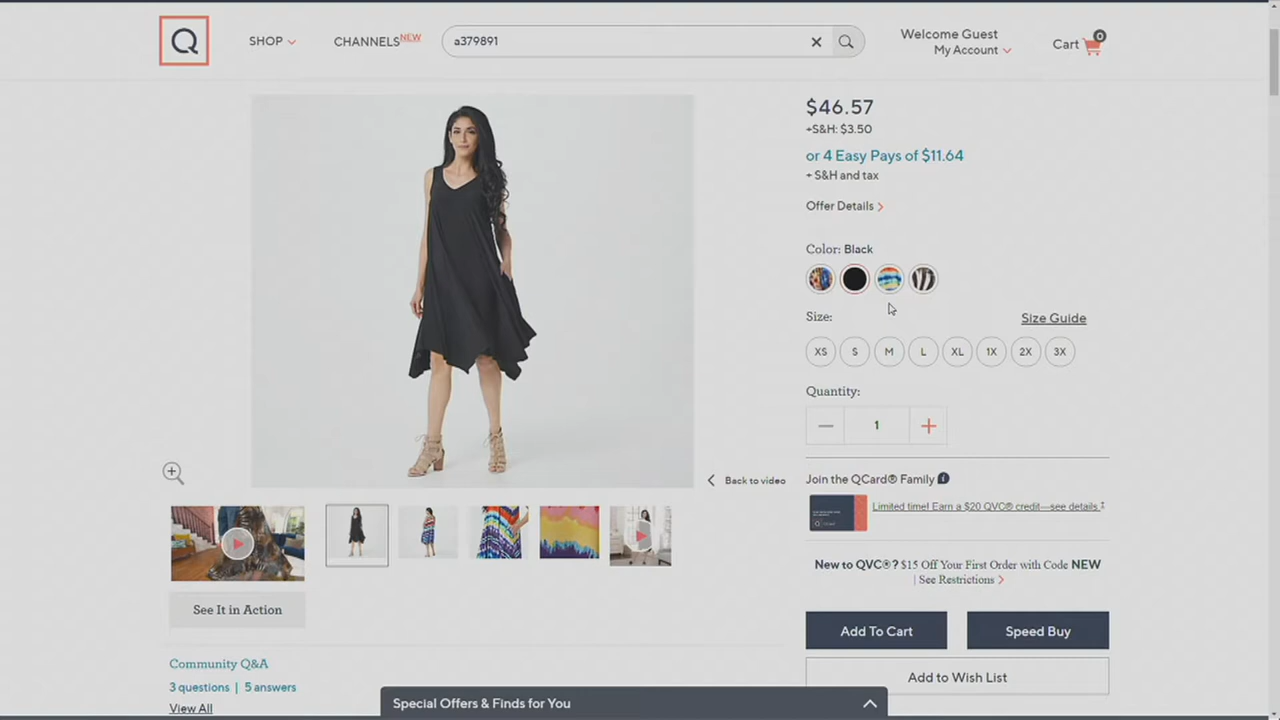 Q
SHOP
CHANNELS NEW
a379891
Welcome Guest
My Account
Cart 0
$46.57
+S&H: $3.50
or 4 Easy Pays of $11.64
+ S&H and tax
Offer Details
Color: Black
Size:
Size Guide
XS S M L XL 1X 2X 3X
Quantity:
1
Back to video
Join the QCard® Family i
Limited time! Earn a $20 QVC® credit—see details.‡
New to QVC®? $15 Off Your First Order with Code NEW
| See Restrictions
See It in Action
Add To Cart
Speed Buy
Add to Wish List
Community Q&A
3 questions | 5 answers
View All
Special Offers & Finds for You